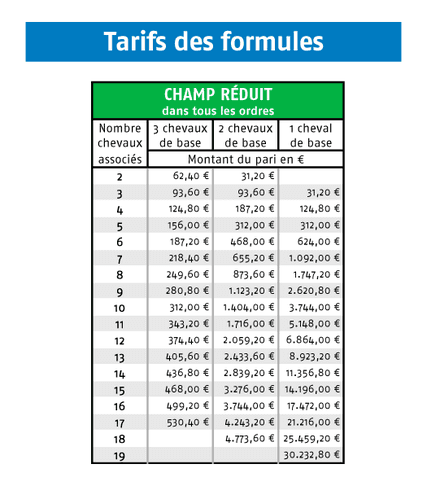 Tarifs des formules
CHAMP RÉDUIT
dans tous les ordres
Nombre chevaux associés 3 chevaux de base 2 chevaux de base 1 cheval de base
Montant du pari en €
2 62,40 € 31,20 €
3 93,60 € 93,60 € 31,20 €
4 124,80 € 187,20 € 124,80 €
5 156,00 € 312,00 € 312,00 €
6 187,20 € 468,00 € 624,00 €
7 218,40 € 655,20 € 1.092,00 €
8 249,60 € 873,60 € 1.747,20 €
9 280,80 € 1.123,20 € 2.620,80 €
10 312,00 € 1.404,00 € 3.744,00 €
11 343,20 € 1.716,00 € 5.148,00 €
12 374,40 € 2.059,20 € 6.864,00 €
13 405,60 € 2.433,60 € 8.923,20 €
14 436,80 € 2.839,20 € 11.356,80 €
15 468,00 € 3.276,00 € 14.196,00 €
16 499,20 € 3.744,00 € 17.472,00 €
17 530,40 € 4.243,20 € 21.216,00 €
18 4.773,60 € 25.459,20 €
19 30.232,80 €